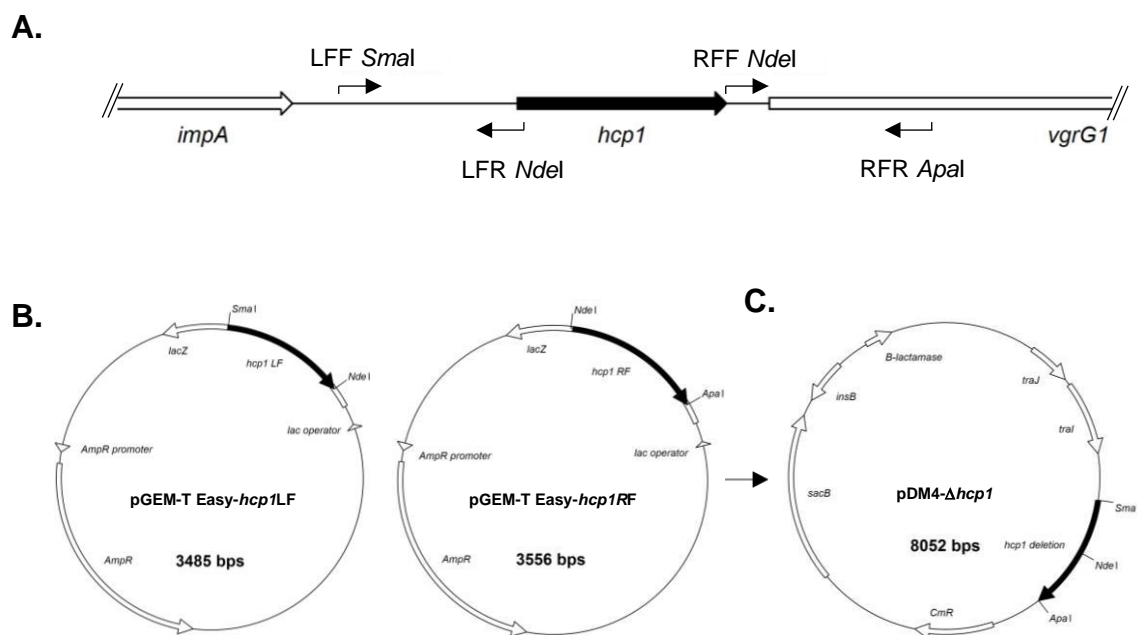 A.
LFF SmaI
RFF NdeI
impA
hcp1
vgrG1
LFR NdeI
RFR ApaI
B.
SmaI
lacZ
hcp1 LF
NdeI
lac operator
AmpR promoter
pGEM-T Easy-hcp1LF
AmpR
3485 bps
NdeI
lacZ
hcp1 RF
ApaI
lac operator
AmpR promoter
pGEM-T Easy-hcp1RF
AmpR
3556 bps
C.
B-lactamase
traJ
insB
traI
sacB
pDM4-Δhcp1
Sma
8052 bps
hcp1 deletion
NdeI
CmR
ApaI